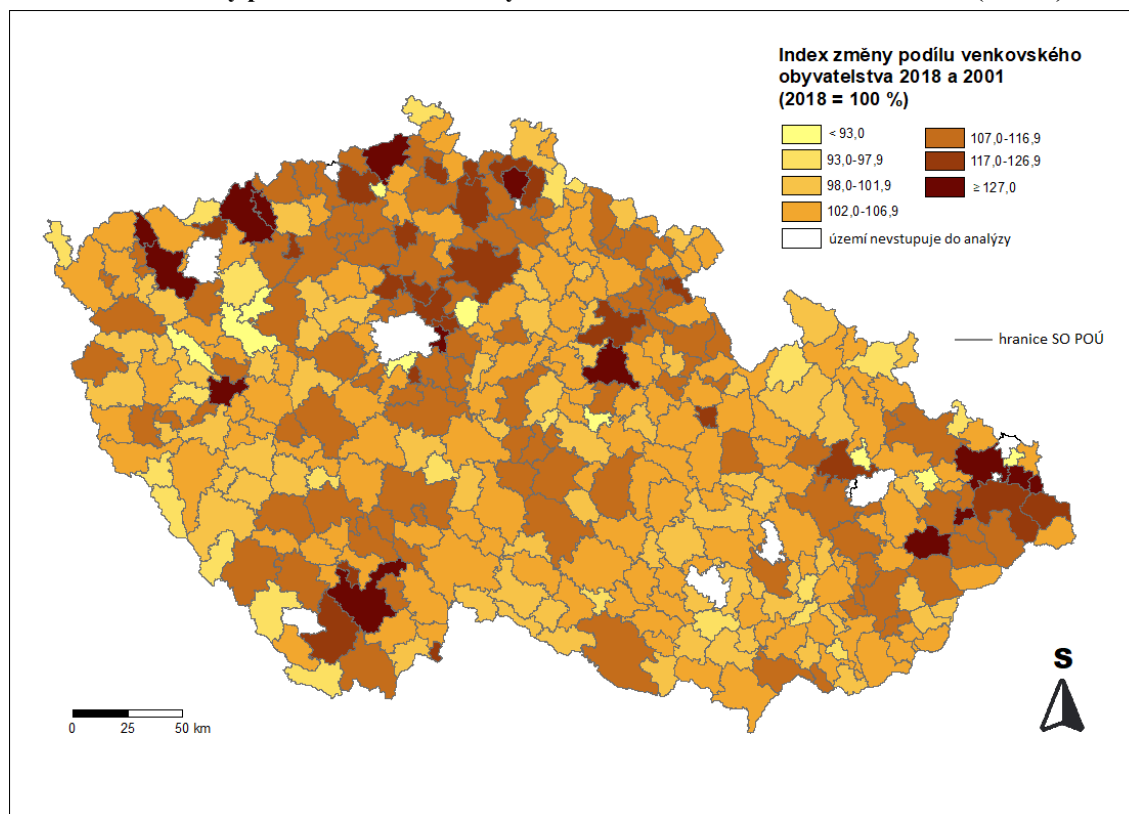 Index změny podílu venkovského
obyvatelstva 2018 a 2001
(2018 = 100 %)
< 93,0
107,0-116,9
93,0-97,9
117,0-126,9
98,0-101,9
≥ 127,0
102,0-106,9
území nevstupuje do analýzy
hranice SO POÚ
S
0 25 50 km